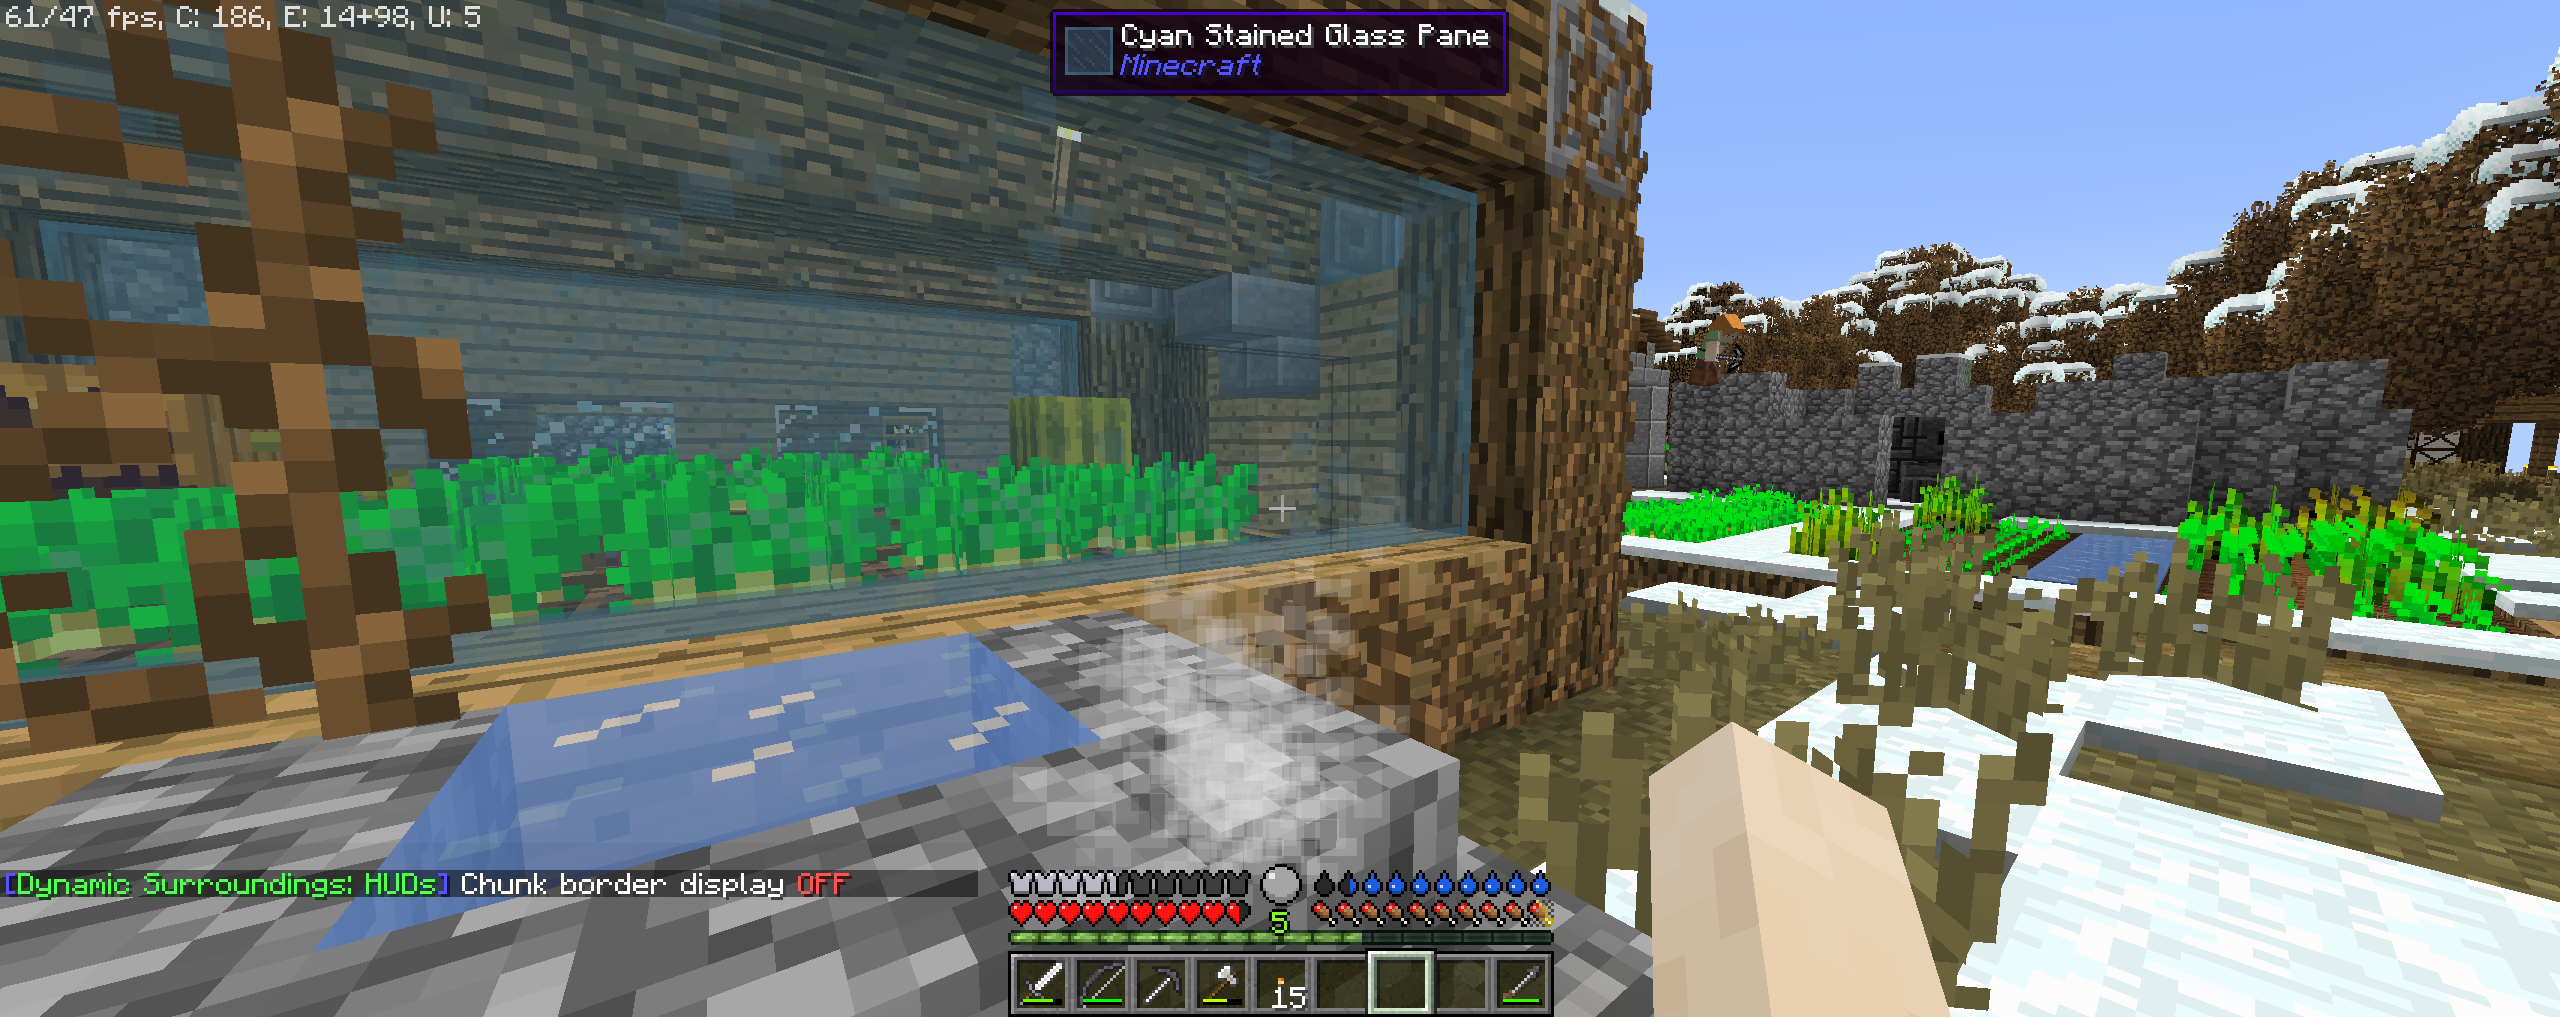 61/47 fps, C: 186, E: 14+98, U: 5
Cyan Stained Glass Pane
Minecraft
[Dynamic Surroundings: HUDs] Chunk border display OFF
5
15